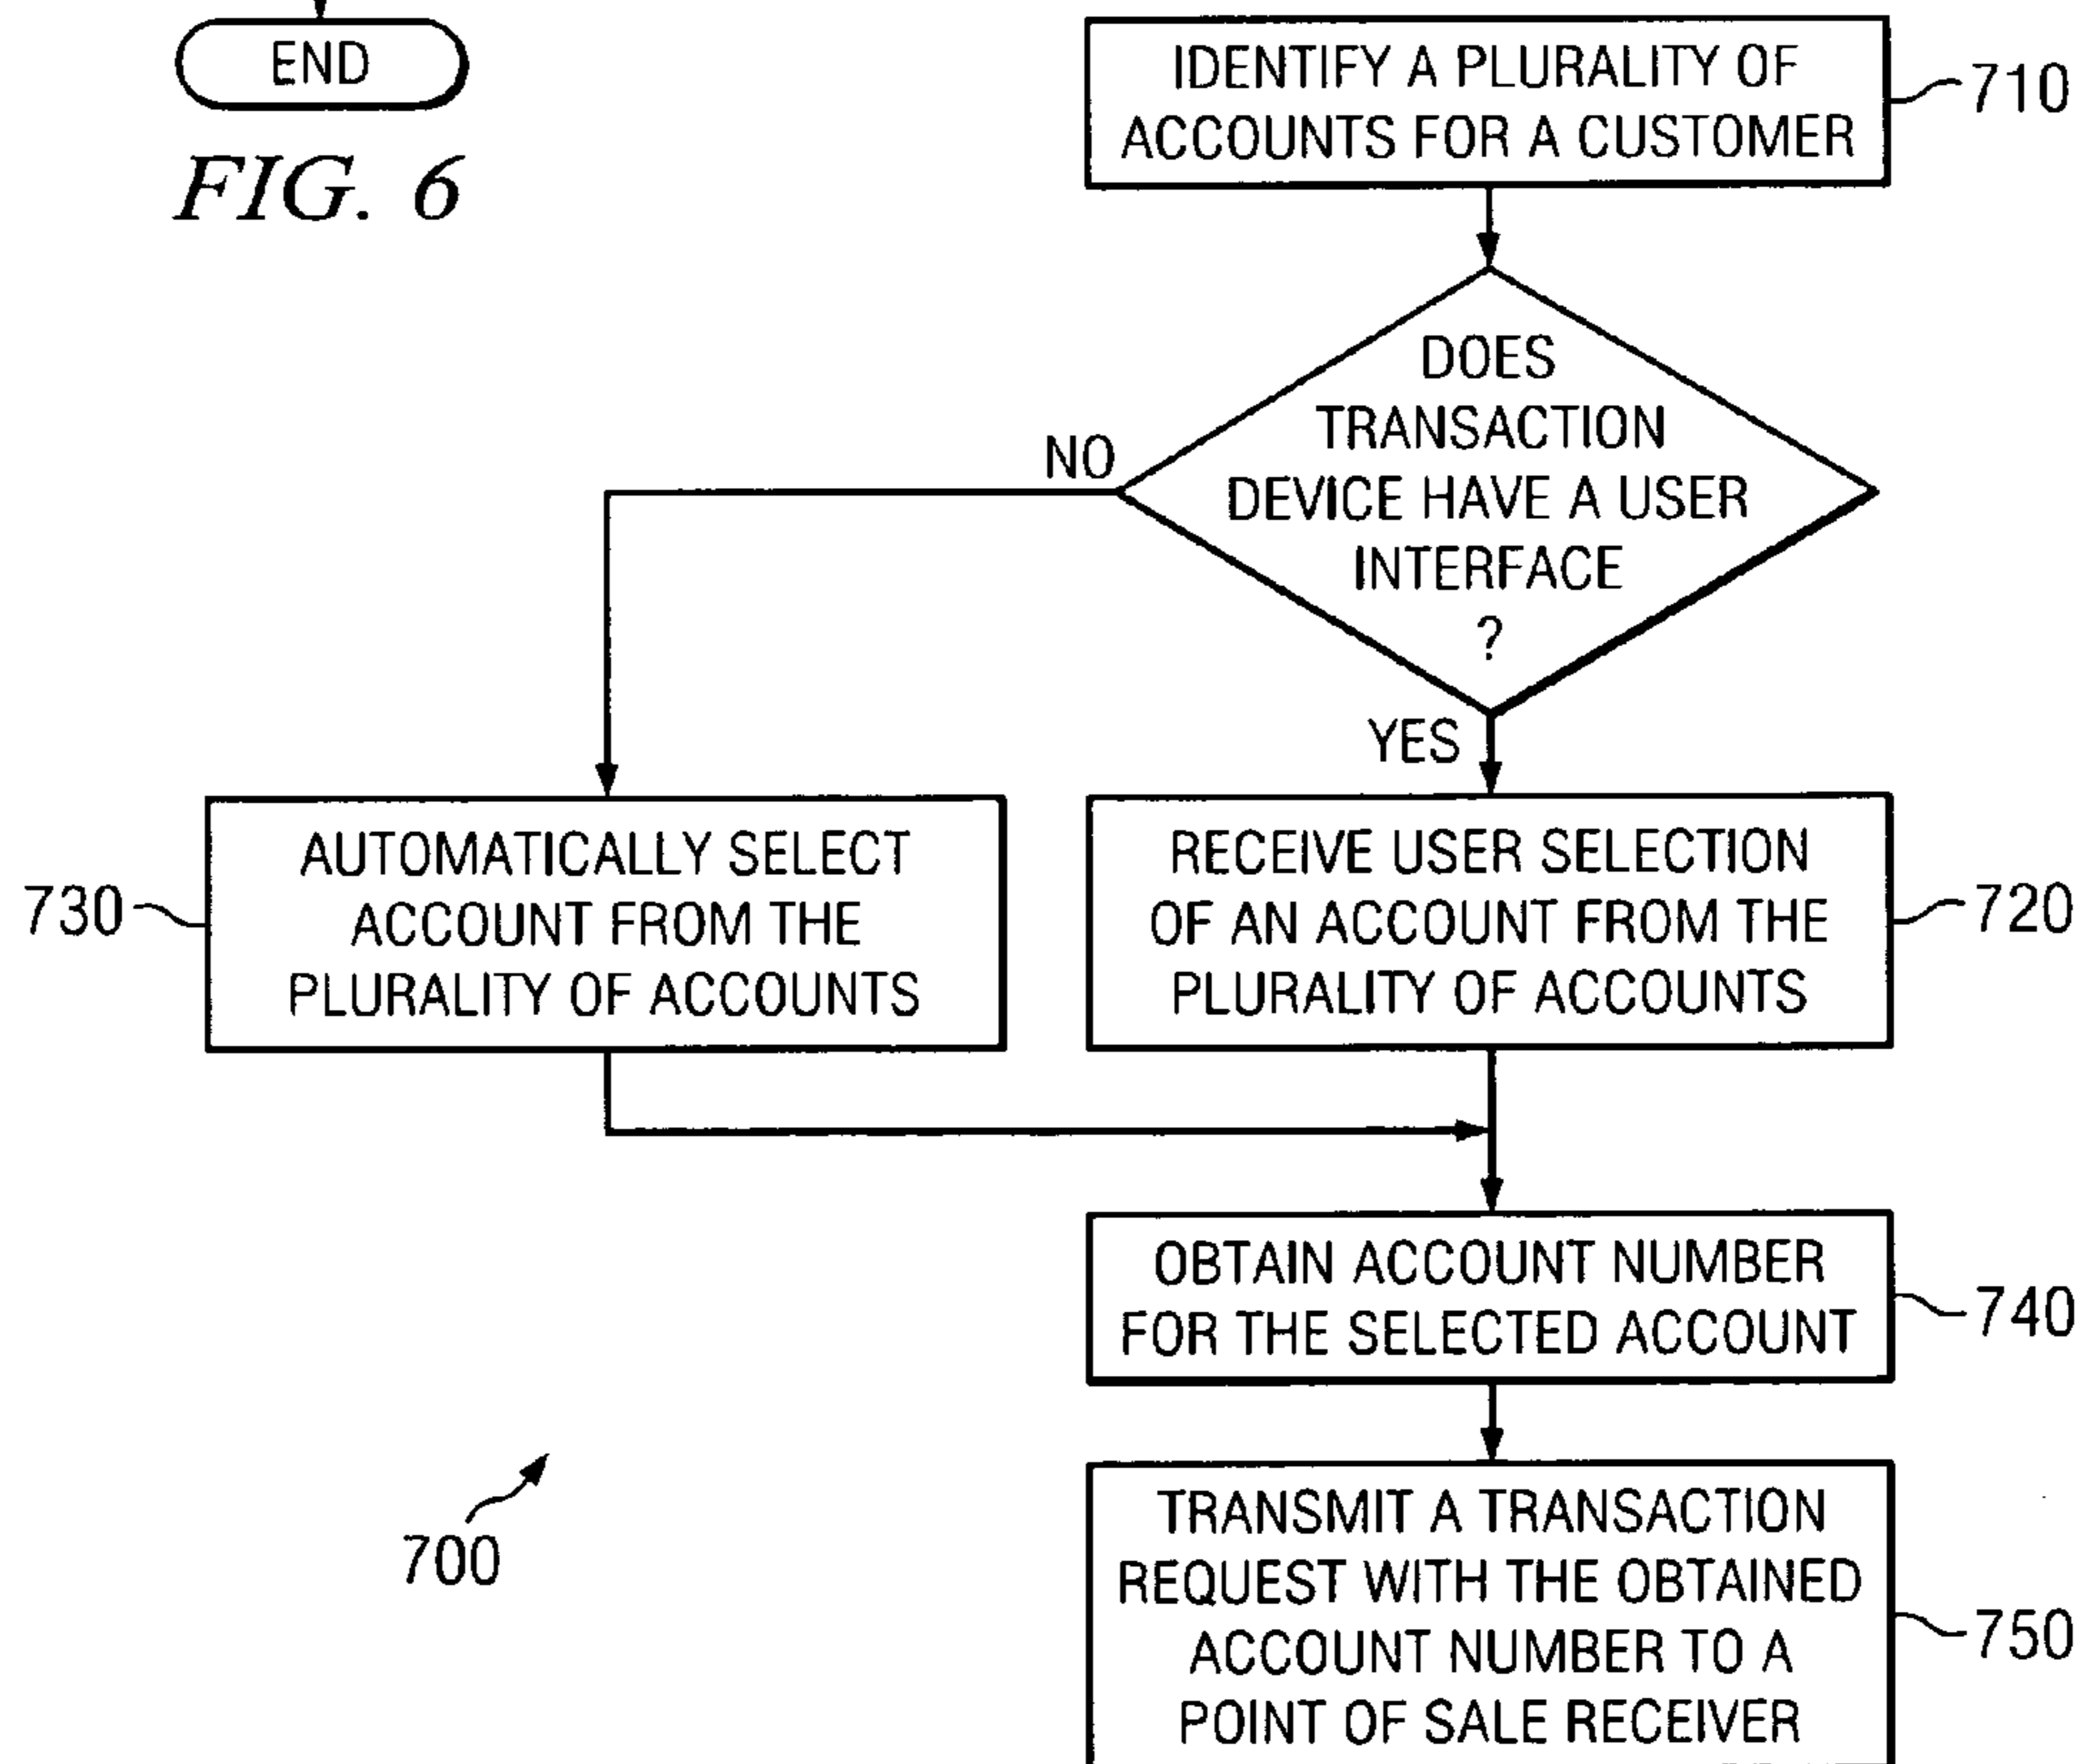 END
FIG. 6
IDENTIFY A PLURALITY OF
ACCOUNTS FOR A CUSTOMER
710
DOES
TRANSACTION
DEVICE HAVE A USER
INTERFACE
?
NO
YES
730
AUTOMATICALLY SELECT
ACCOUNT FROM THE
PLURALITY OF ACCOUNTS
RECEIVE USER SELECTION
OF AN ACCOUNT FROM THE
PLURALITY OF ACCOUNTS
720
OBTAIN ACCOUNT NUMBER
FOR THE SELECTED ACCOUNT
740
700
TRANSMIT A TRANSACTION
REQUEST WITH THE OBTAINED
ACCOUNT NUMBER TO A
POINT OF SALE RECEIVER
750